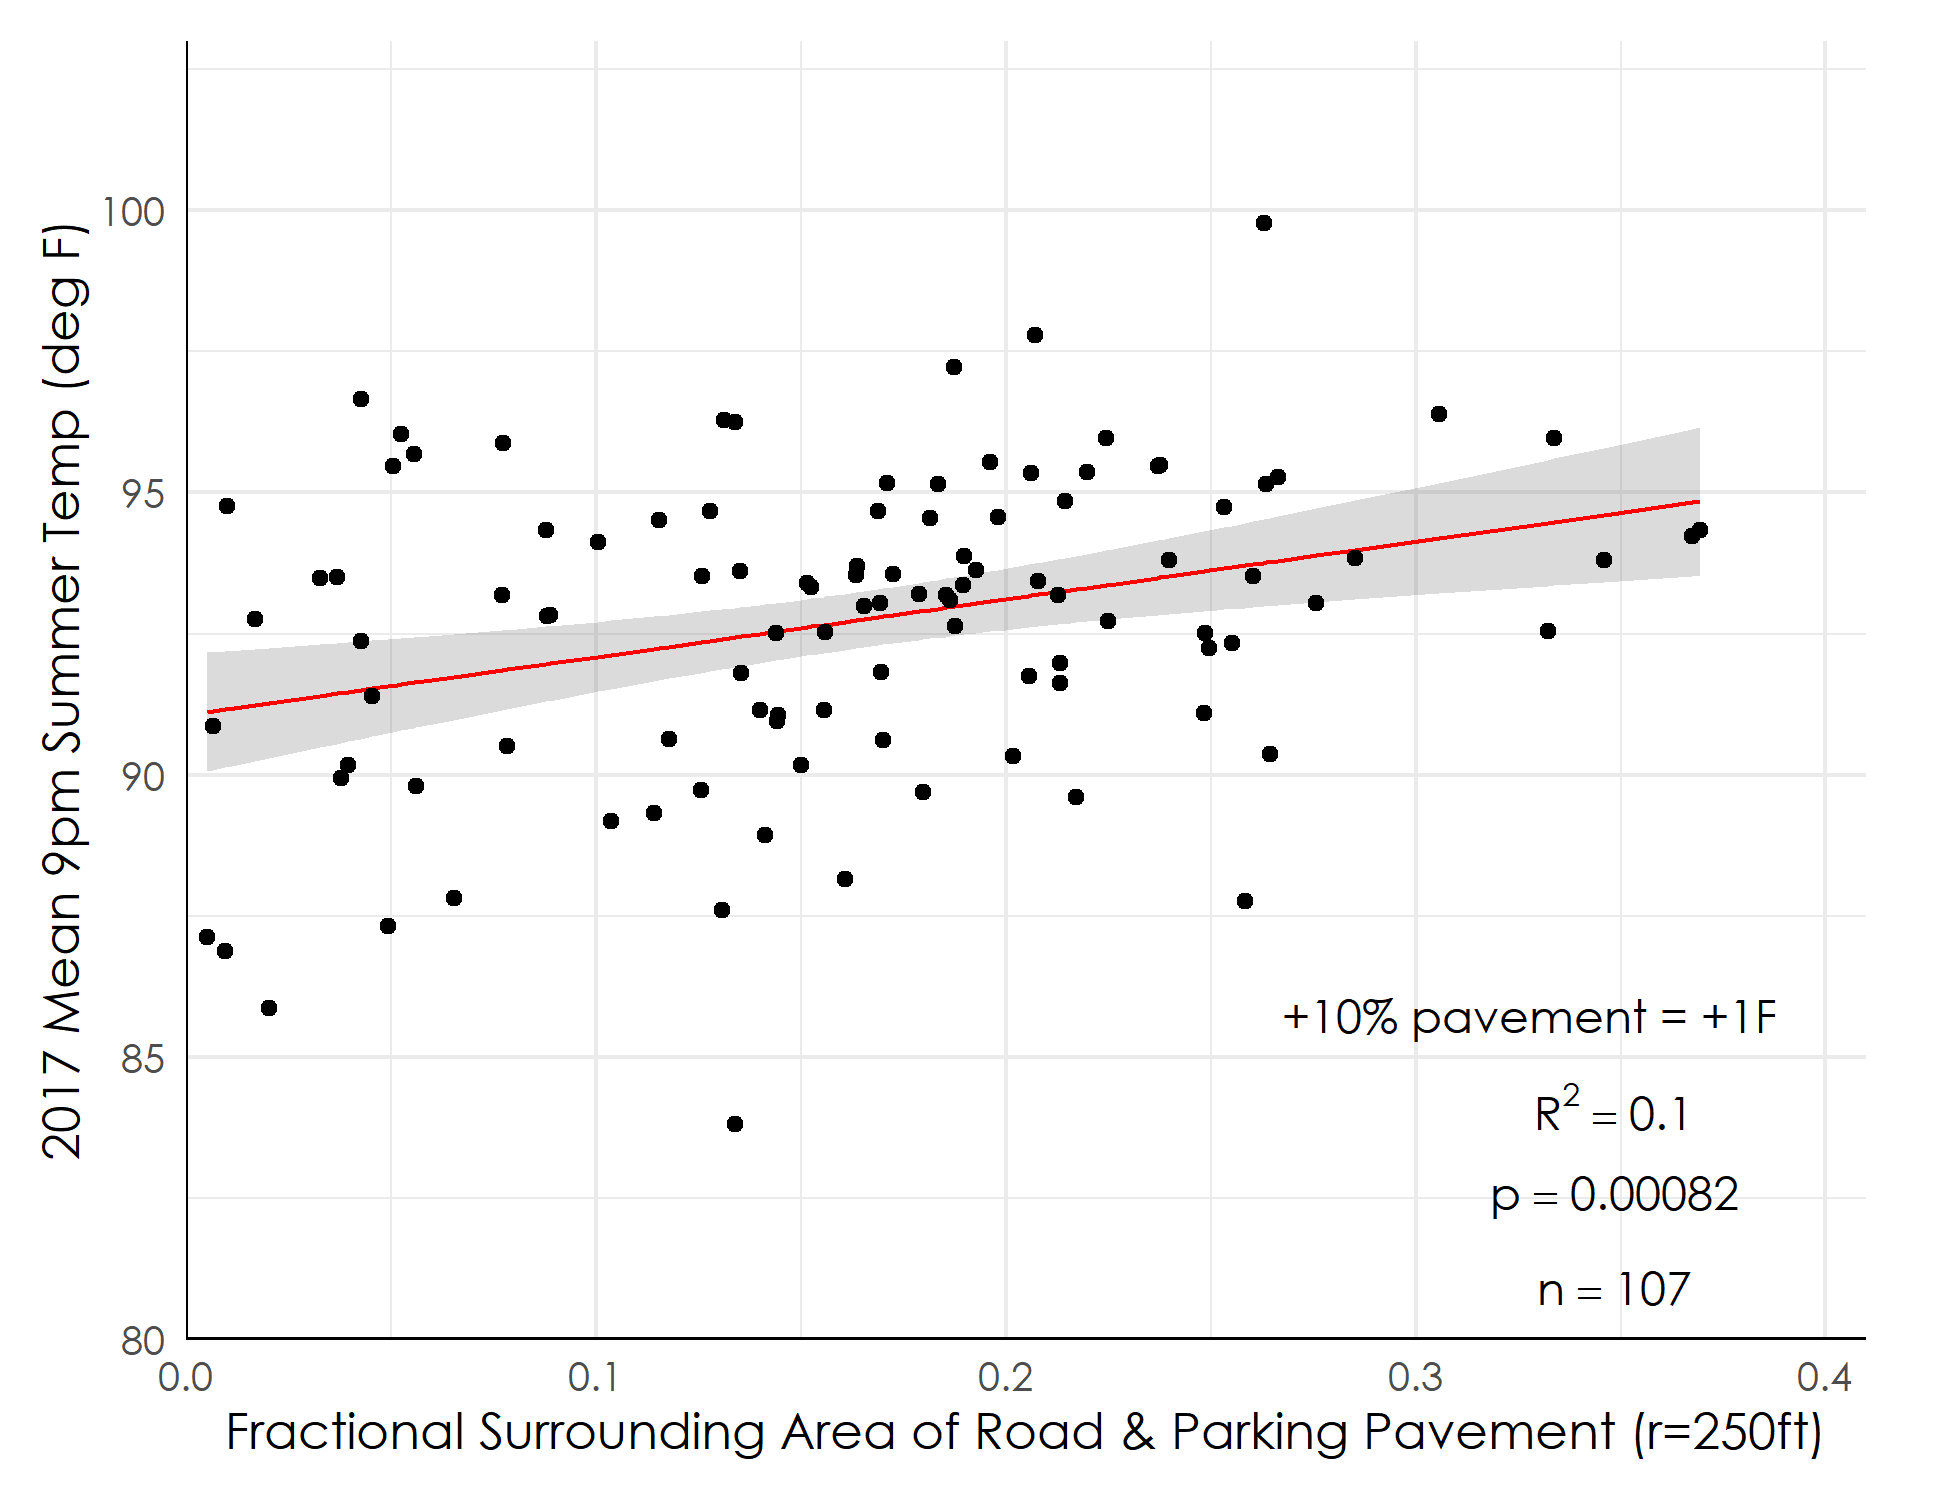 2017 Mean 9pm Summer Temp (deg F)
100
95
90
85
80
+10% pavement = +1F
R² = 0.1
p = 0.00082
n = 107
0.0 0.1 0.2 0.3 0.4
Fractional Surrounding Area of Road & Parking Pavement (r=250ft)